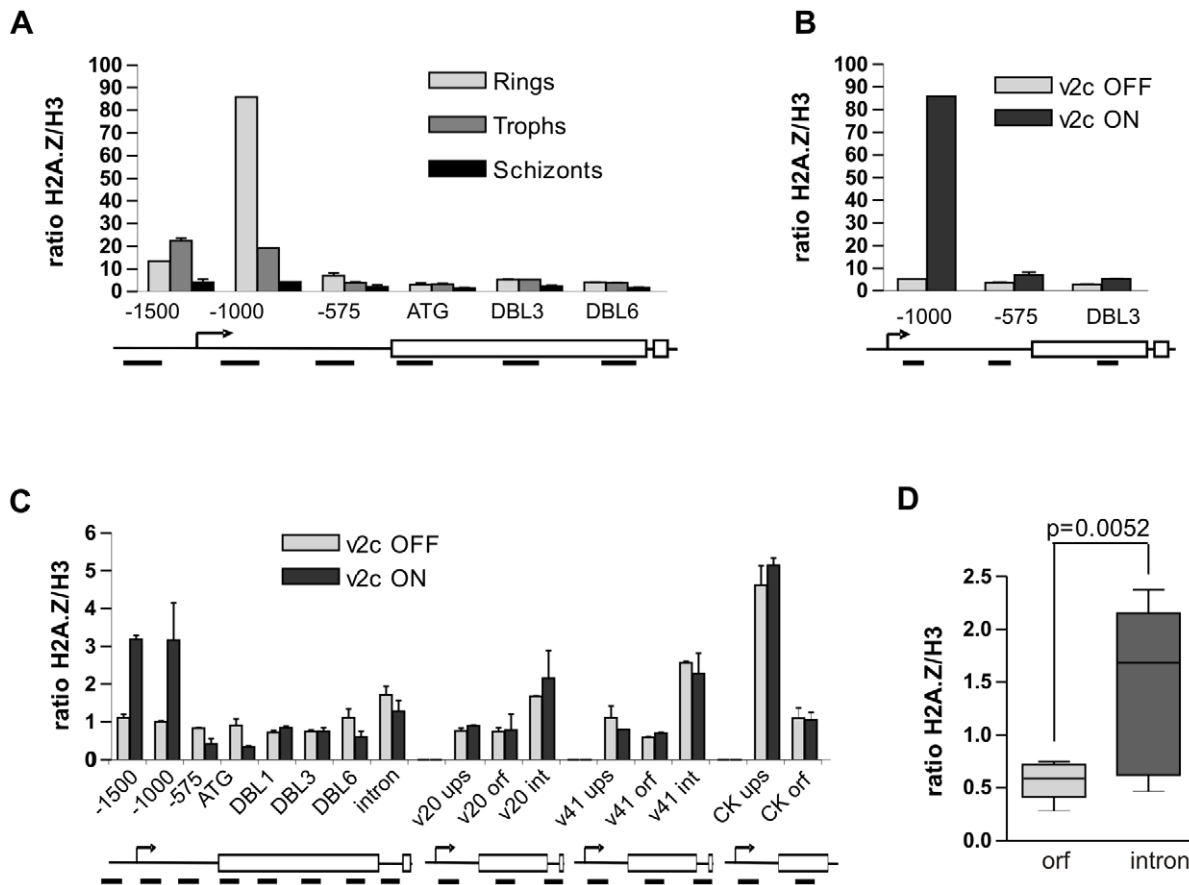 A
ratio H2A.Z/H3
100
90
80
70
60
50
40
30
20
10
0
Rings
Trophs
Schizonts
-1500 -1000 -575 ATG DBL3 DBL6
B
ratio H2A.Z/H3
100
90
80
70
60
50
40
30
20
10
0
v2c OFF
v2c ON
-1000 -575 DBL3
C
ratio H2A.Z/H3
6
5
4
3
2
1
0
v2c OFF
v2c ON
-1500
-1000
-575
ATG
DBL1
DBL3
DBL6
intron
v20 ups
v20 orf
v20 int
v41 ups
v41 orf
v41 int
CK ups
CK orf
D
p=0.0052
ratio H2A.Z/H3
2.5
2.0
1.5
1.0
0.5
0.0
orf intron